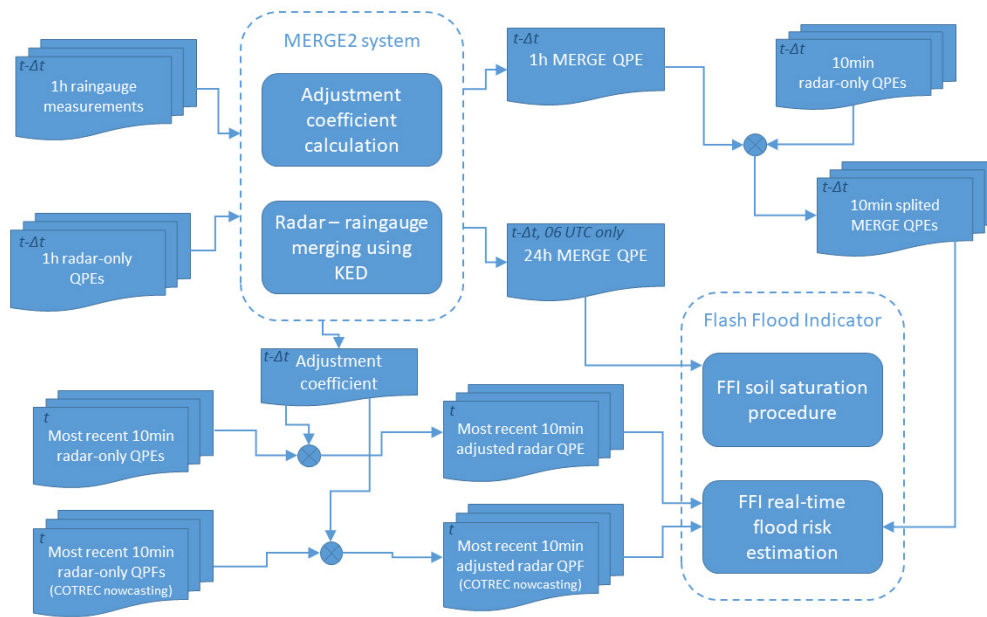 t-Δt
1h raingauge
measurements
t-Δt
1h radar-only
QPEs
MERGE2 system
Adjustment
coefficient
calculation
Radar – raingauge
merging using
KED
t-Δt
1h MERGE QPE
t-Δt
10min
radar-only QPEs
t-Δt
10min splited
MERGE QPEs
t-Δt, 06 UTC only
24h MERGE QPE
t-Δt
Adjustment
coefficient
t
Most recent 10min
radar-only QPEs
t
Most recent 10min
radar-only QPFs
(COTREC nowcasting)
t
Most recent 10min
adjusted radar QPE
t
Most recent 10min
adjusted radar QPF
(COTREC nowcasting)
Flash Flood Indicator
FFI soil saturation
procedure
FFI real-time
flood risk
estimation